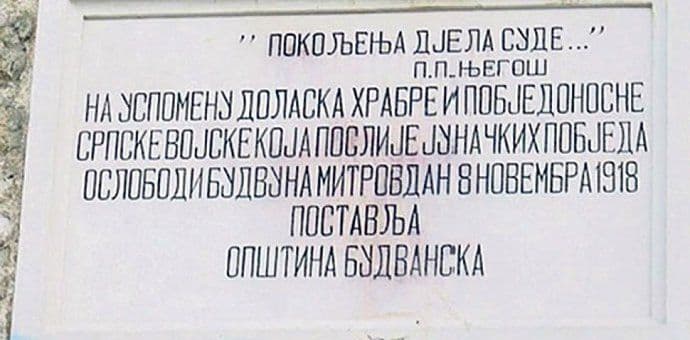 " ПОКОЉЕЊА ДЈЕЛА СУДЕ..."
П.П.ЊЕГОШ
НА УСПОМЕНУ ДОЛАСКА ХРАБРЕ И ПОБЈЕДОНОСНЕ
СРПСКЕ ВОЈСКЕ КОЈА ПОСЛИЈЕ ЈУНАЧКИХ ПОБЈЕДА
ОСЛОБОДИ БУДВУ НА МИТРОВДАН 8 НОВЕМБРА 1918
ПОСТАВЉА
ОПШТИНА БУДВАНСКА